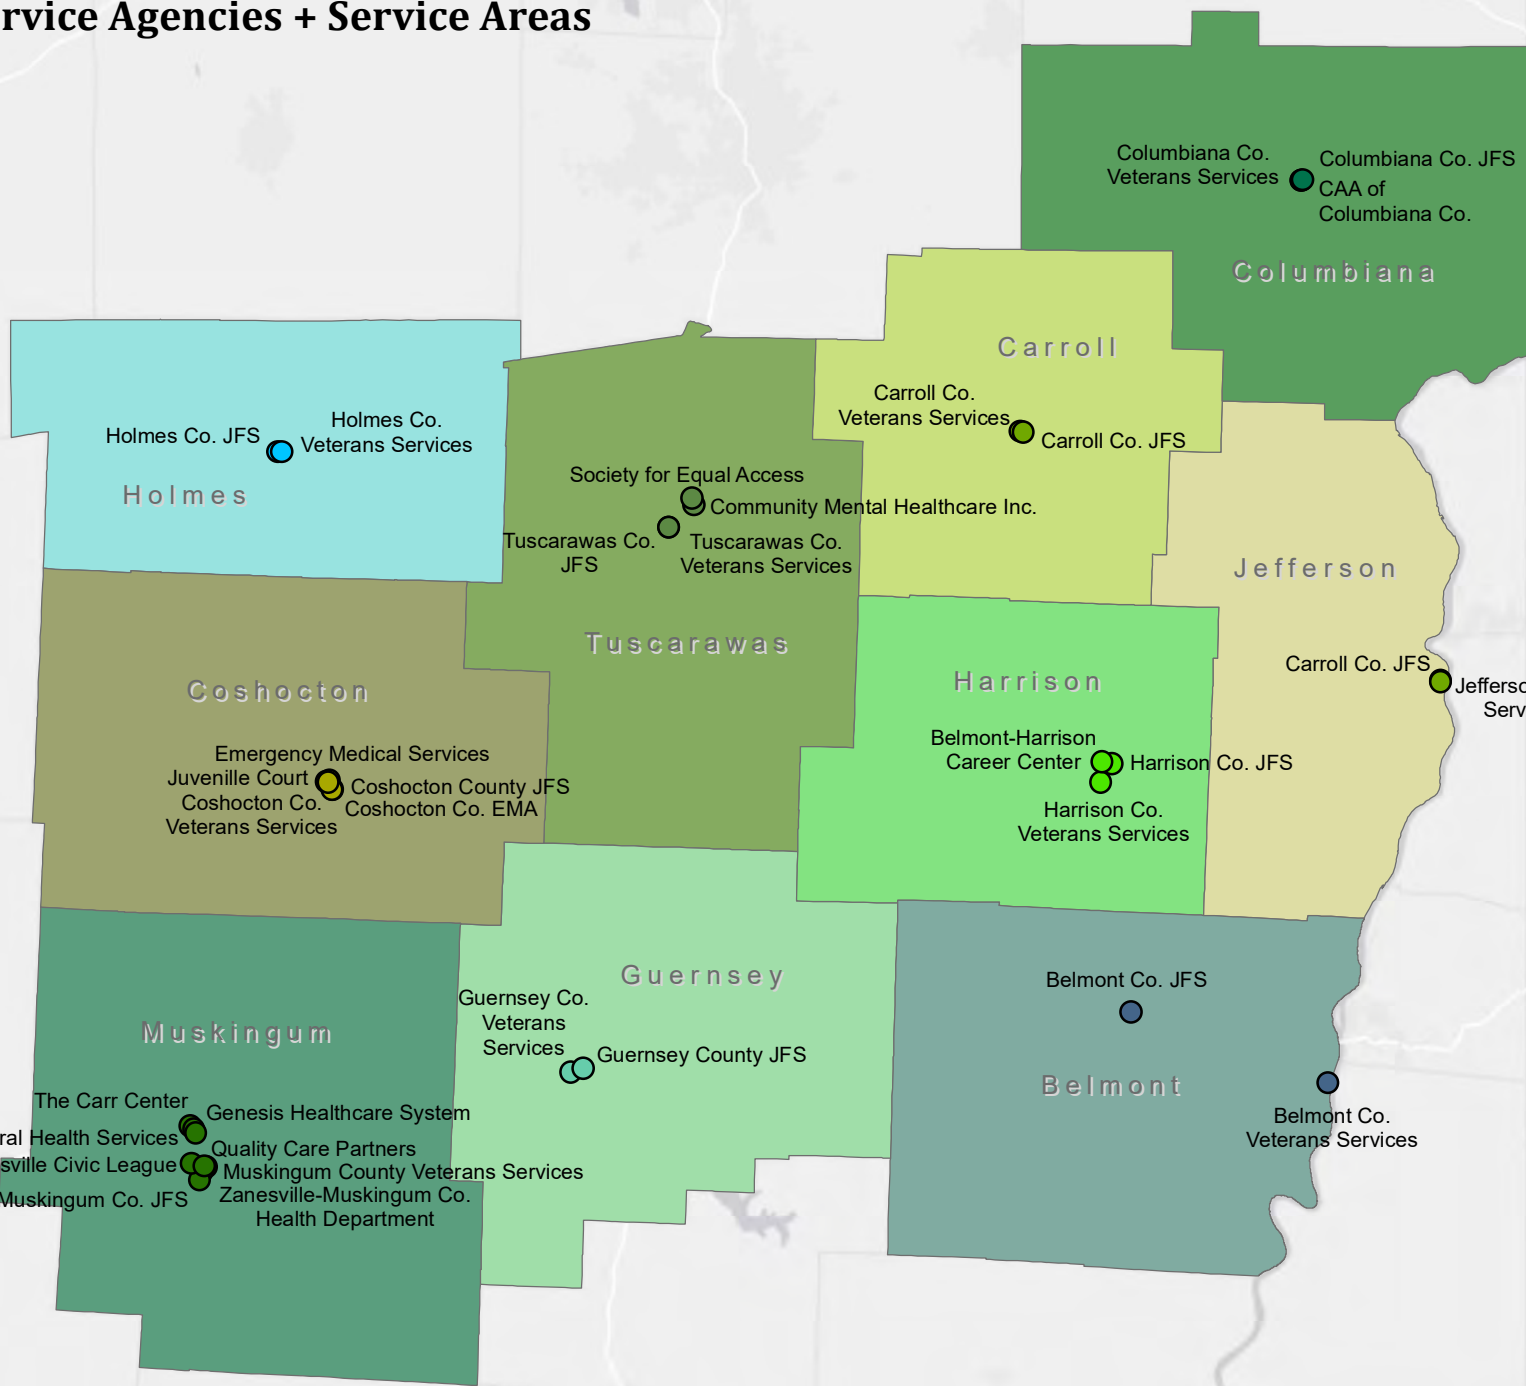 rvice Agencies + Service Areas
Columbiana Co.
Veterans Services
Columbiana Co. JFS
CAA of
Columbiana Co.
Columbiana
Carroll
Carroll Co.
Veterans Services
Carroll Co. JFS
Holmes Co. JFS
Holmes Co.
Veterans Services
Holmes
Society for Equal Access
Community Mental Healthcare Inc.
Tuscarawas Co.
JFS
Tuscarawas Co.
Veterans Services
Tuscarawas
Jefferson
Carroll Co. JFS
Jefferso
Serv
Coshocton
Emergency Medical Services
Juvenille Court
Coshocton County JFS
Coshocton Co.
Veterans Services
Coshocton Co. EMA
Harrison
Belmont-Harrison
Career Center
Harrison Co. JFS
Harrison Co.
Veterans Services
Guernsey
Guernsey Co.
Veterans
Services
Guernsey County JFS
Belmont Co. JFS
Belmont
Belmont Co.
Veterans Services
Muskingum
The Carr Center
Genesis Healthcare System
ral Health Services
Quality Care Partners
sville Civic League
Muskingum County Veterans Services
Muskingum Co. JFS
Zanesville-Muskingum Co.
Health Department